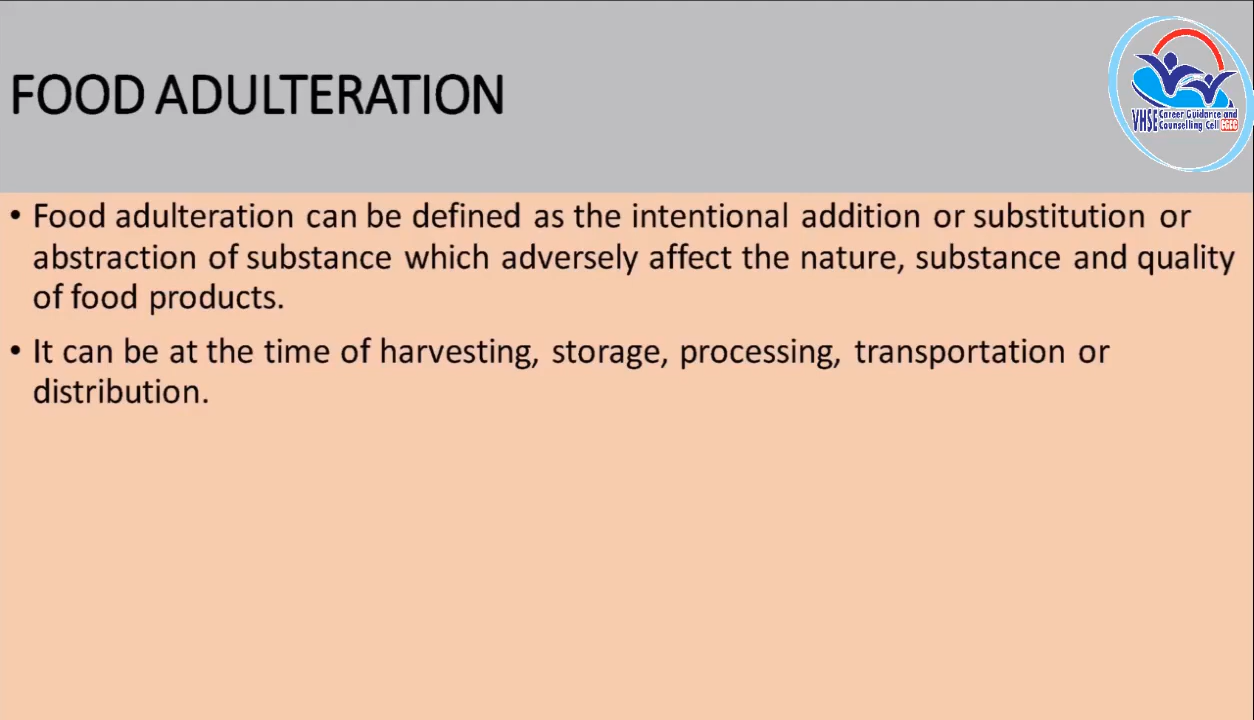 FOOD ADULTERATION
VHSE Career Guidance and
Counselling Cell CGCC
• Food adulteration can be defined as the intentional addition or substitution or
abstraction of substance which adversely affect the nature, substance and quality
of food products.
• It can be at the time of harvesting, storage, processing, transportation or
distribution.